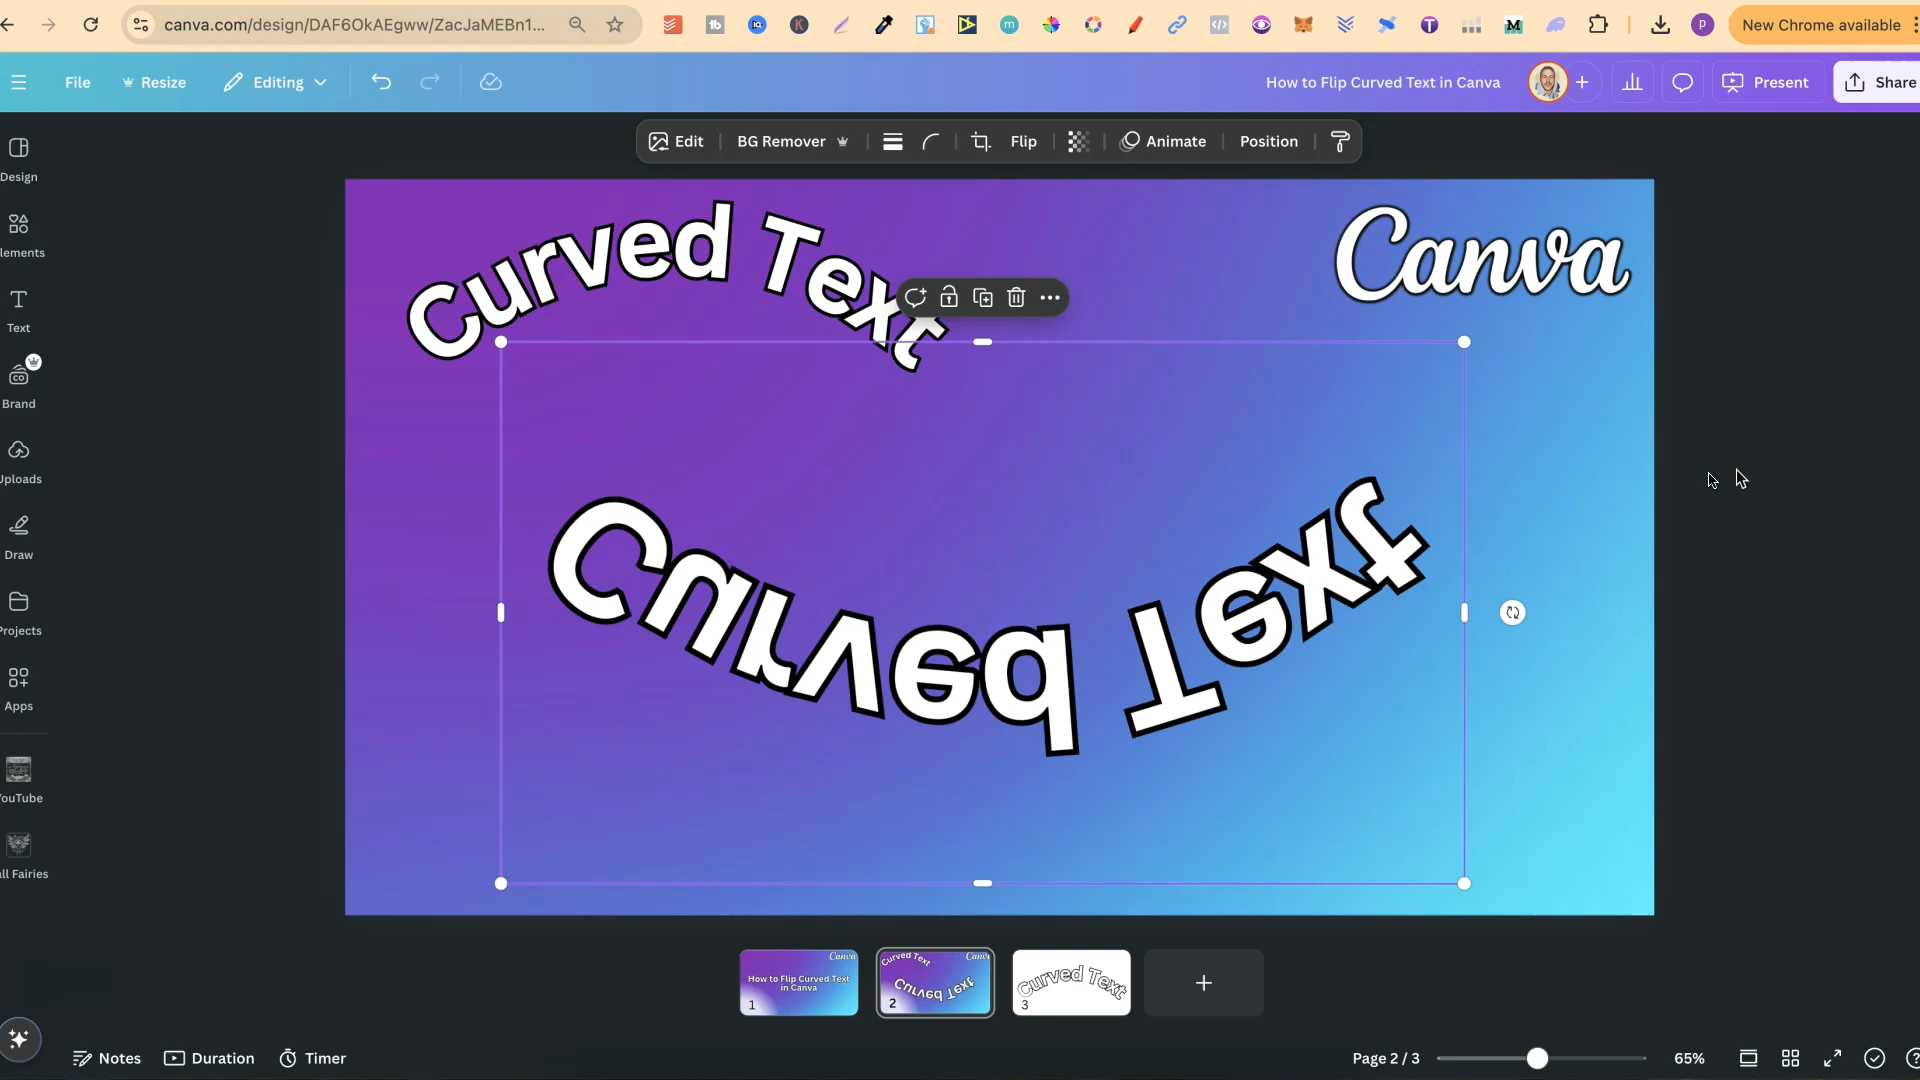 canva.com/design/DAF6OkAEgww/ZacJaMEBn1...
New Chrome available
File
Resize
Editing
How to Flip Curved Text in Canva
Present
Share
Edit
BG Remover
Flip
Animate
Position
Design
lements
Text
Brand
Uploads
Draw
Projects
Apps
YouTube
ll Fairies
Curved Text
Canva
Curved Text
How to Flip Curved Text
in Canva
Canva
1
Curved Text
Canv
Curved Text
2
Curved Text
3
Notes
Duration
Timer
Page 2 / 3
65%